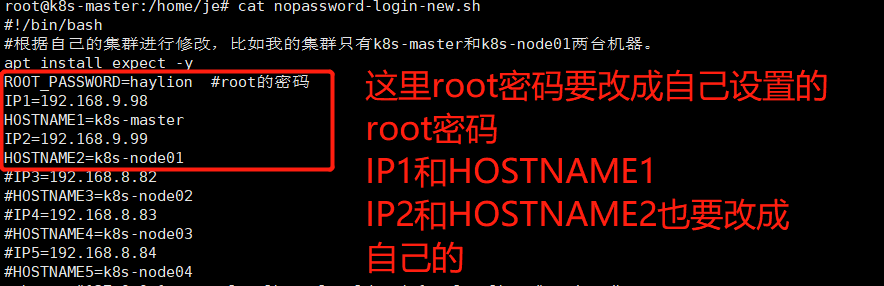 root@k8s-master:/home/je# cat nopassword-login-new.sh
#!/bin/bash
#根据自己的集群进行修改，比如我的集群只有k8s-master和k8s-node01两台机器。
apt install expect -y
ROOT_PASSWORD=haylion  #root的密码
IP1=192.168.9.98
HOSTNAME1=k8s-master
IP2=192.168.9.99
HOSTNAME2=k8s-node01
#IP3=192.168.8.82
#HOSTNAME3=k8s-node02
#IP4=192.168.8.83
#HOSTNAME4=k8s-node03
#IP5=192.168.8.84
#HOSTNAME5=k8s-node04
这里root密码要改成自己设置的
root密码
IP1和HOSTNAME1
IP2和HOSTNAME2也要改成
自己的